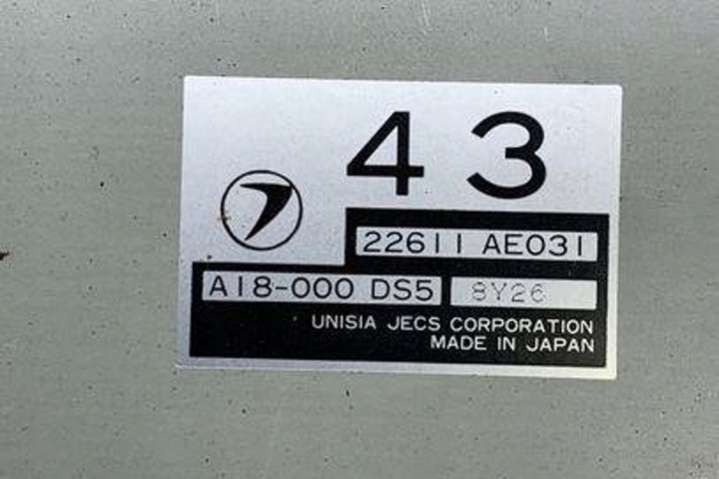 43
22611 AE031
A18-000 DS5 8Y26
UNISIA JECS CORPORATION
MADE IN JAPAN